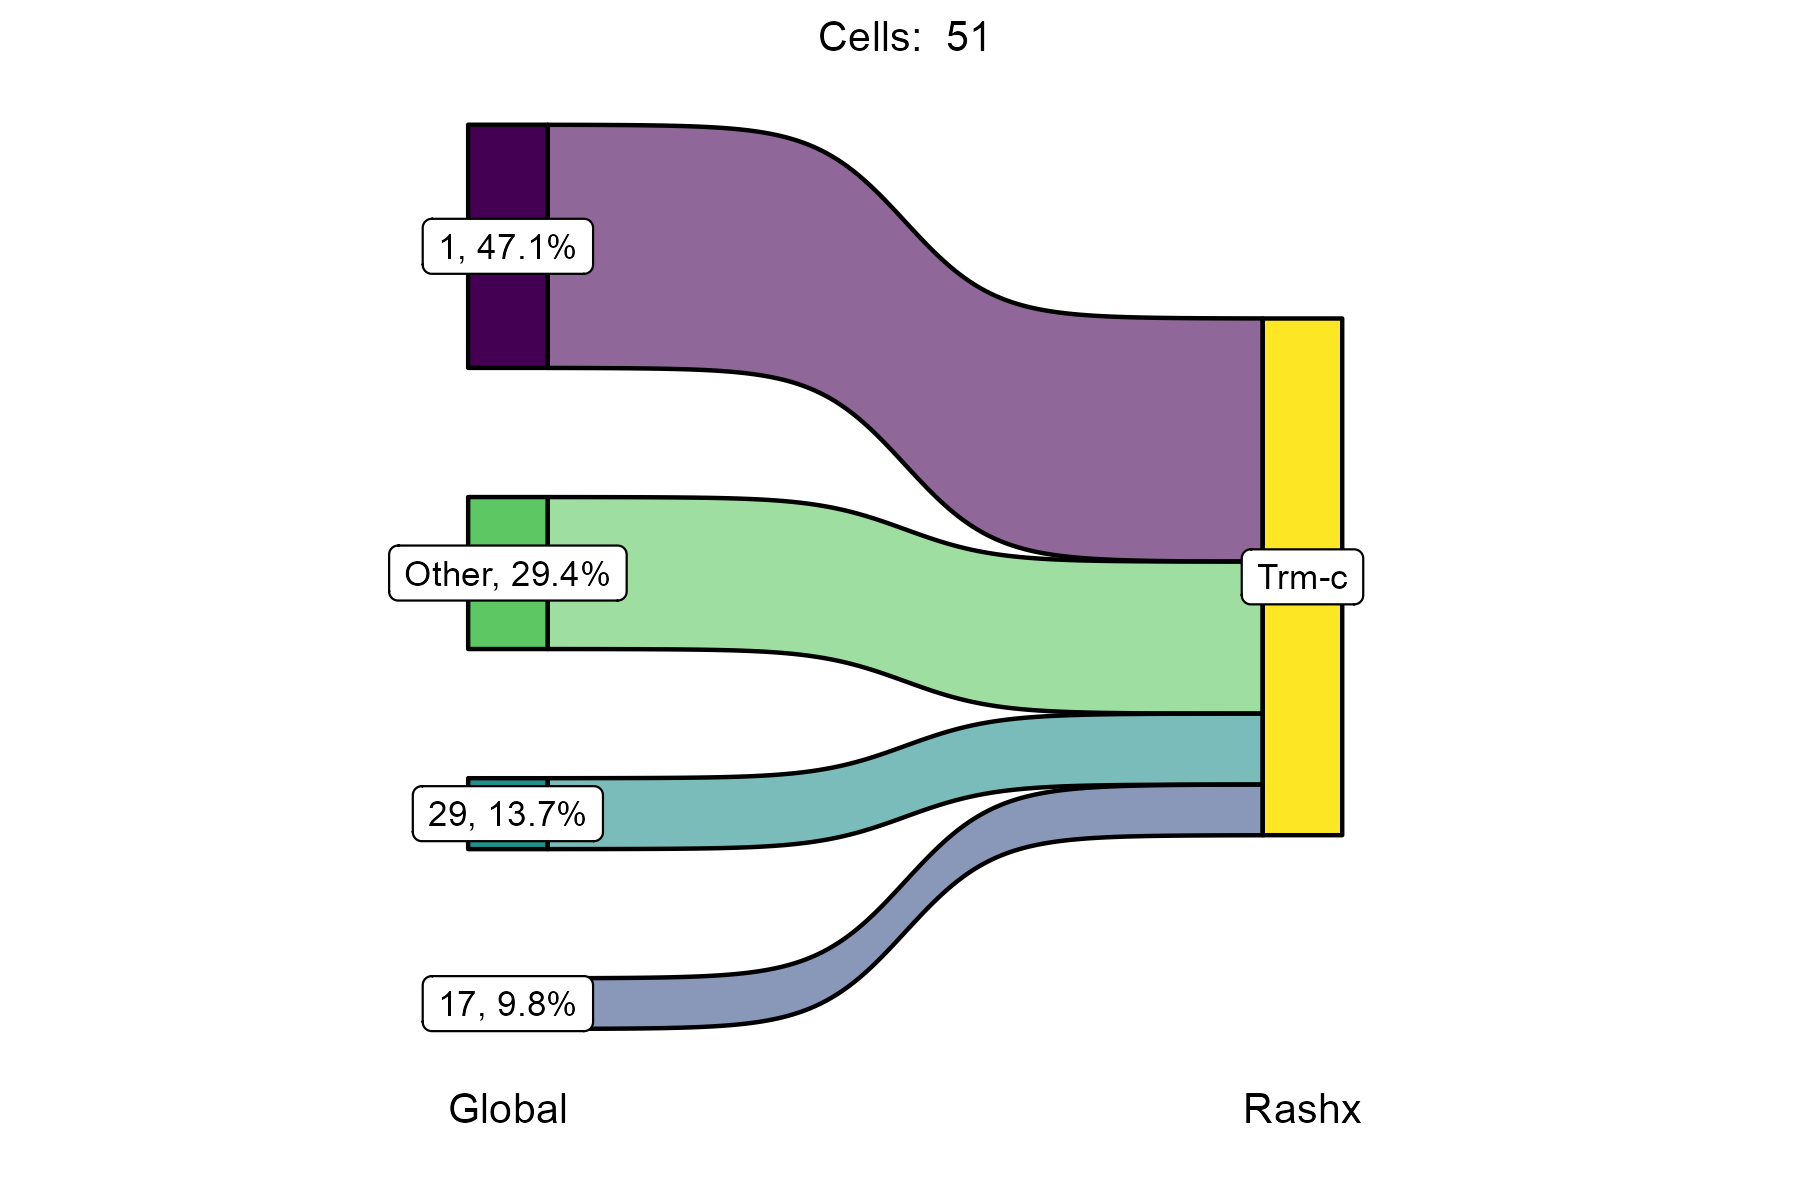 Cells:  51
1, 47.1%
Other, 29.4%
Trm-c
29, 13.7%
17, 9.8%
Global
Rashx